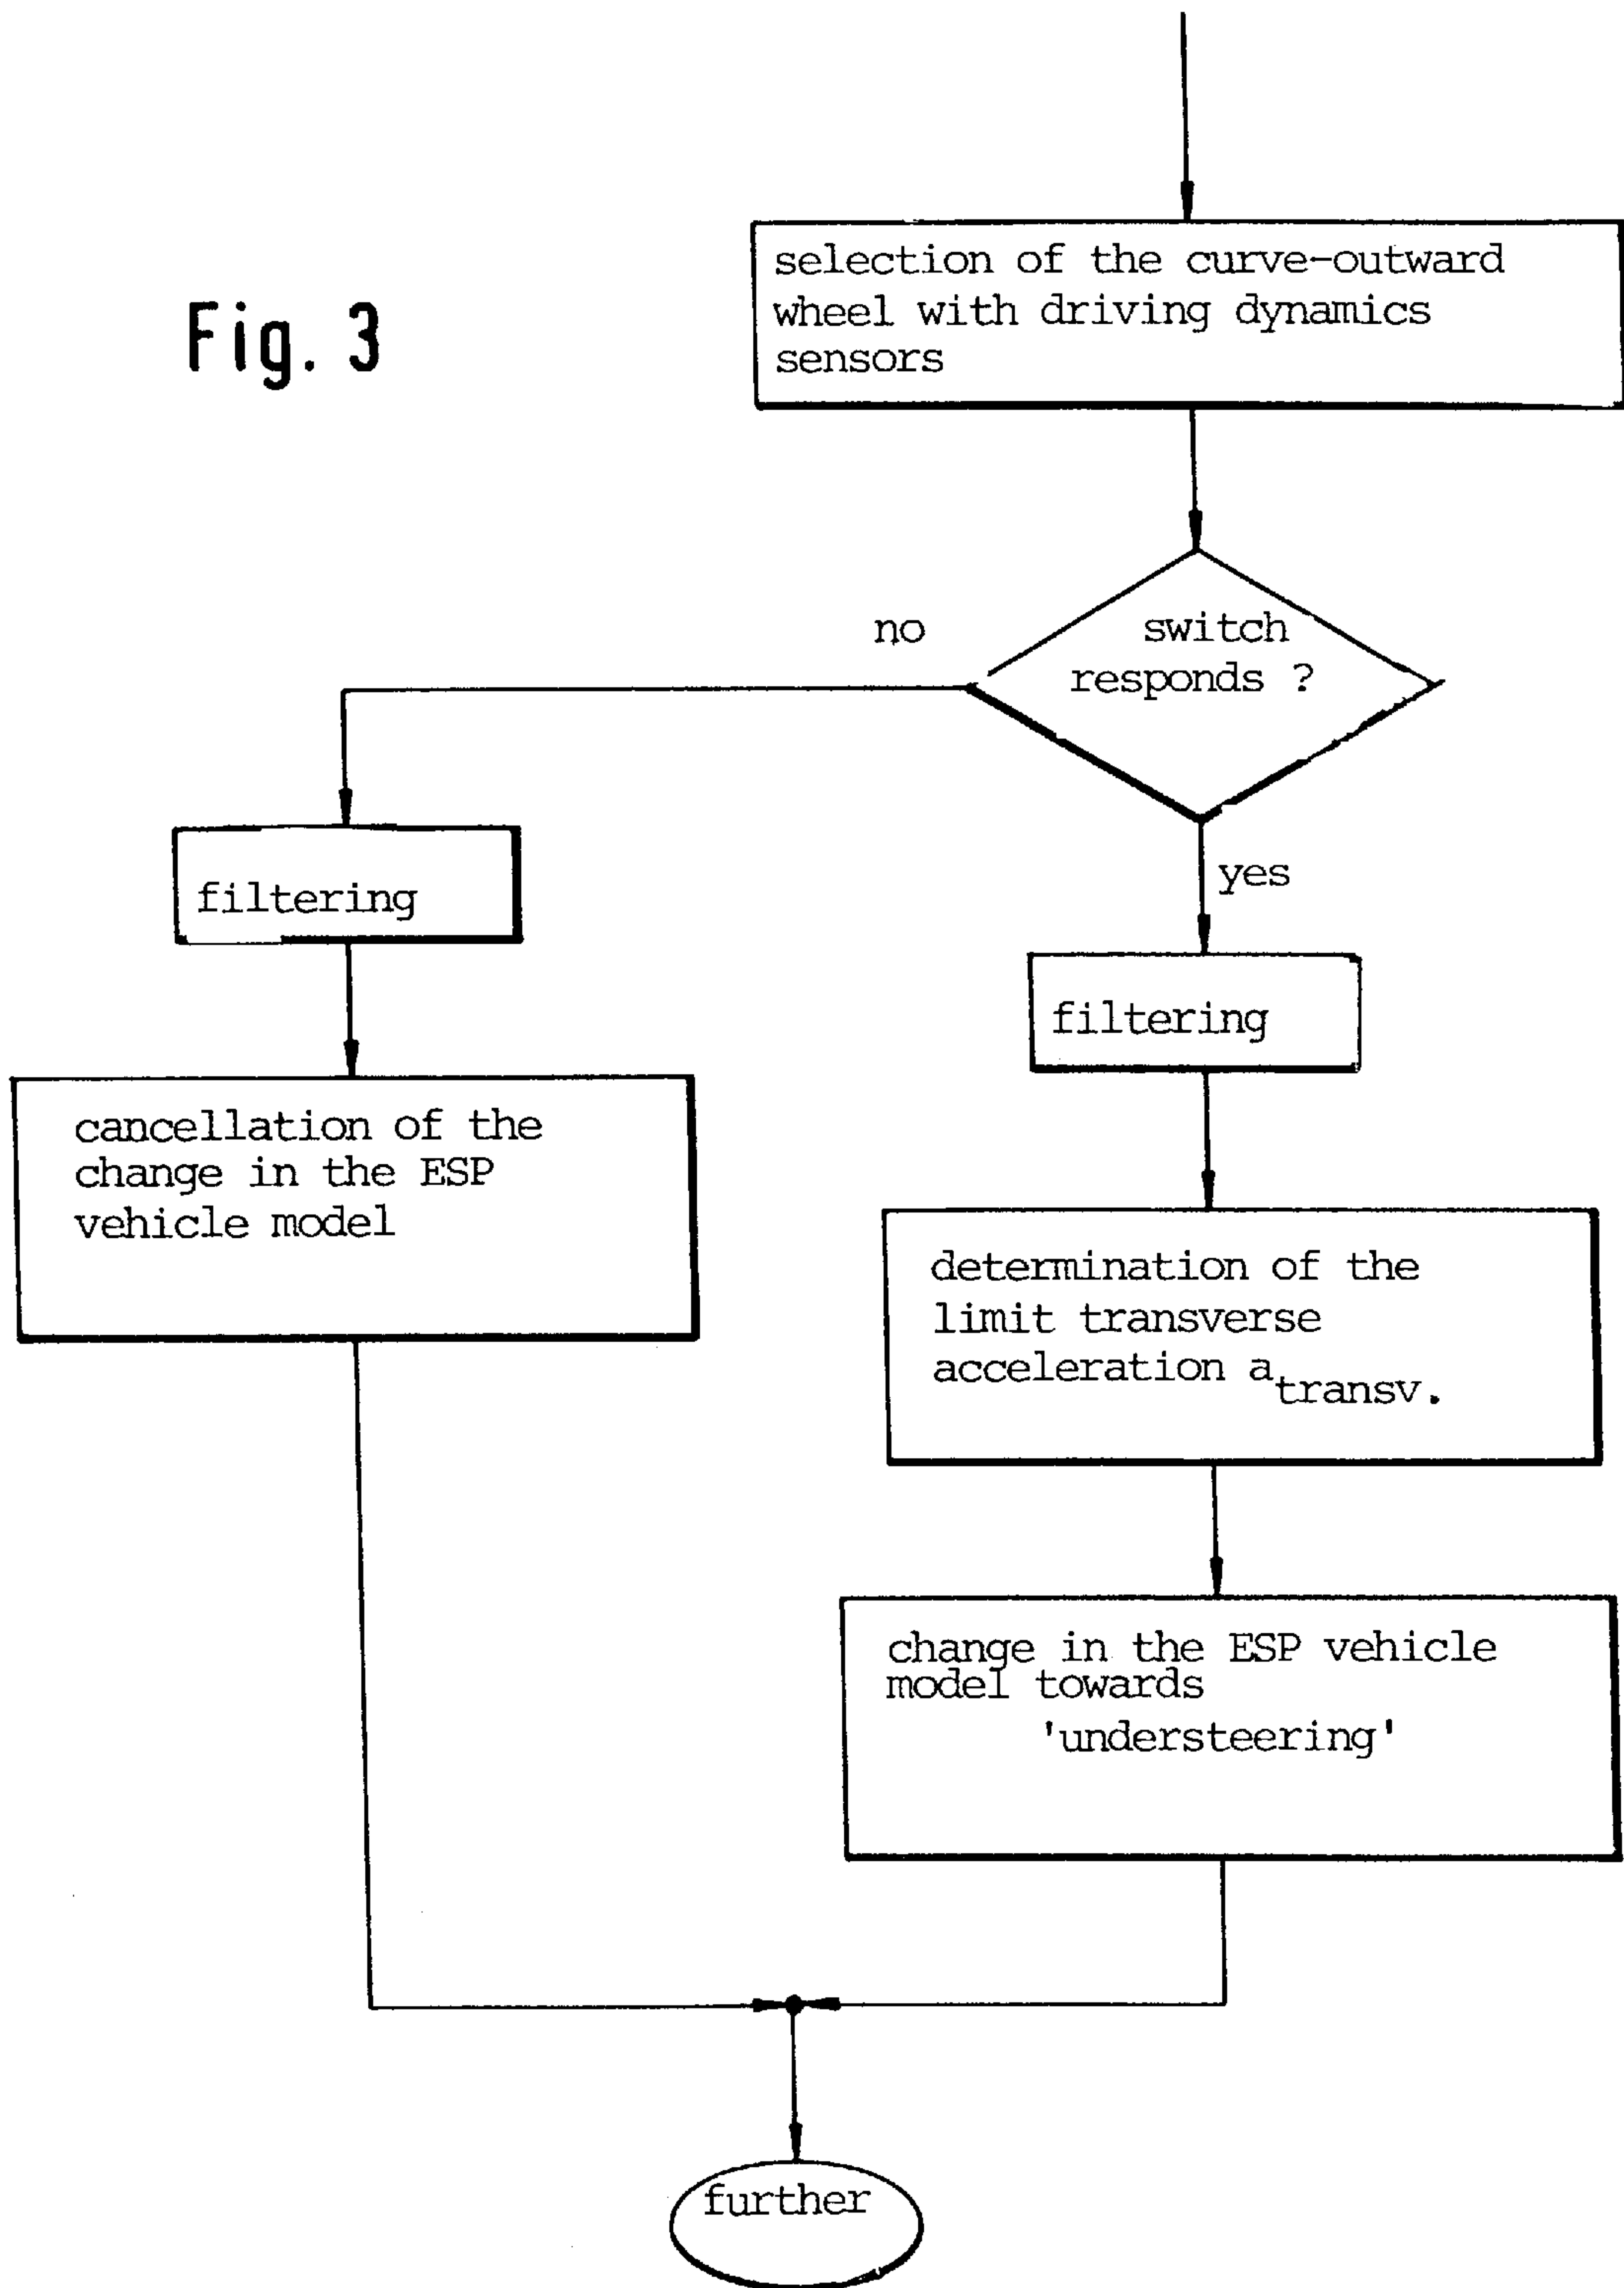 Fig. 3
selection of the curve-outward
wheel with driving dynamics
sensors
no
switch
responds ?
yes
filtering
filtering
cancellation of the
change in the ESP
vehicle model
determination of the
limit transverse
acceleration a transv.
change in the ESP vehicle
model towards
'understeering'
further